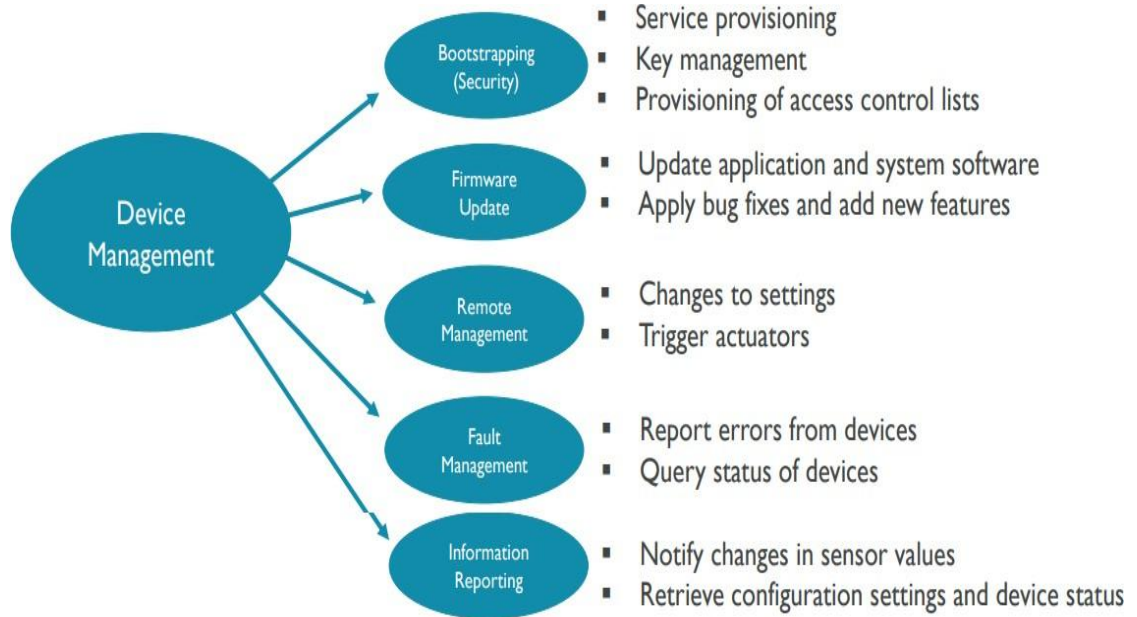 Device
Management
Bootstrapping
(Security)
▪ Service provisioning
▪ Key management
▪ Provisioning of access control lists
Firmware
Update
▪ Update application and system software
▪ Apply bug fixes and add new features
Remote
Management
▪ Changes to settings
▪ Trigger actuators
Fault
Management
▪ Report errors from devices
▪ Query status of devices
Information
Reporting
▪ Notify changes in sensor values
▪ Retrieve configuration settings and device status